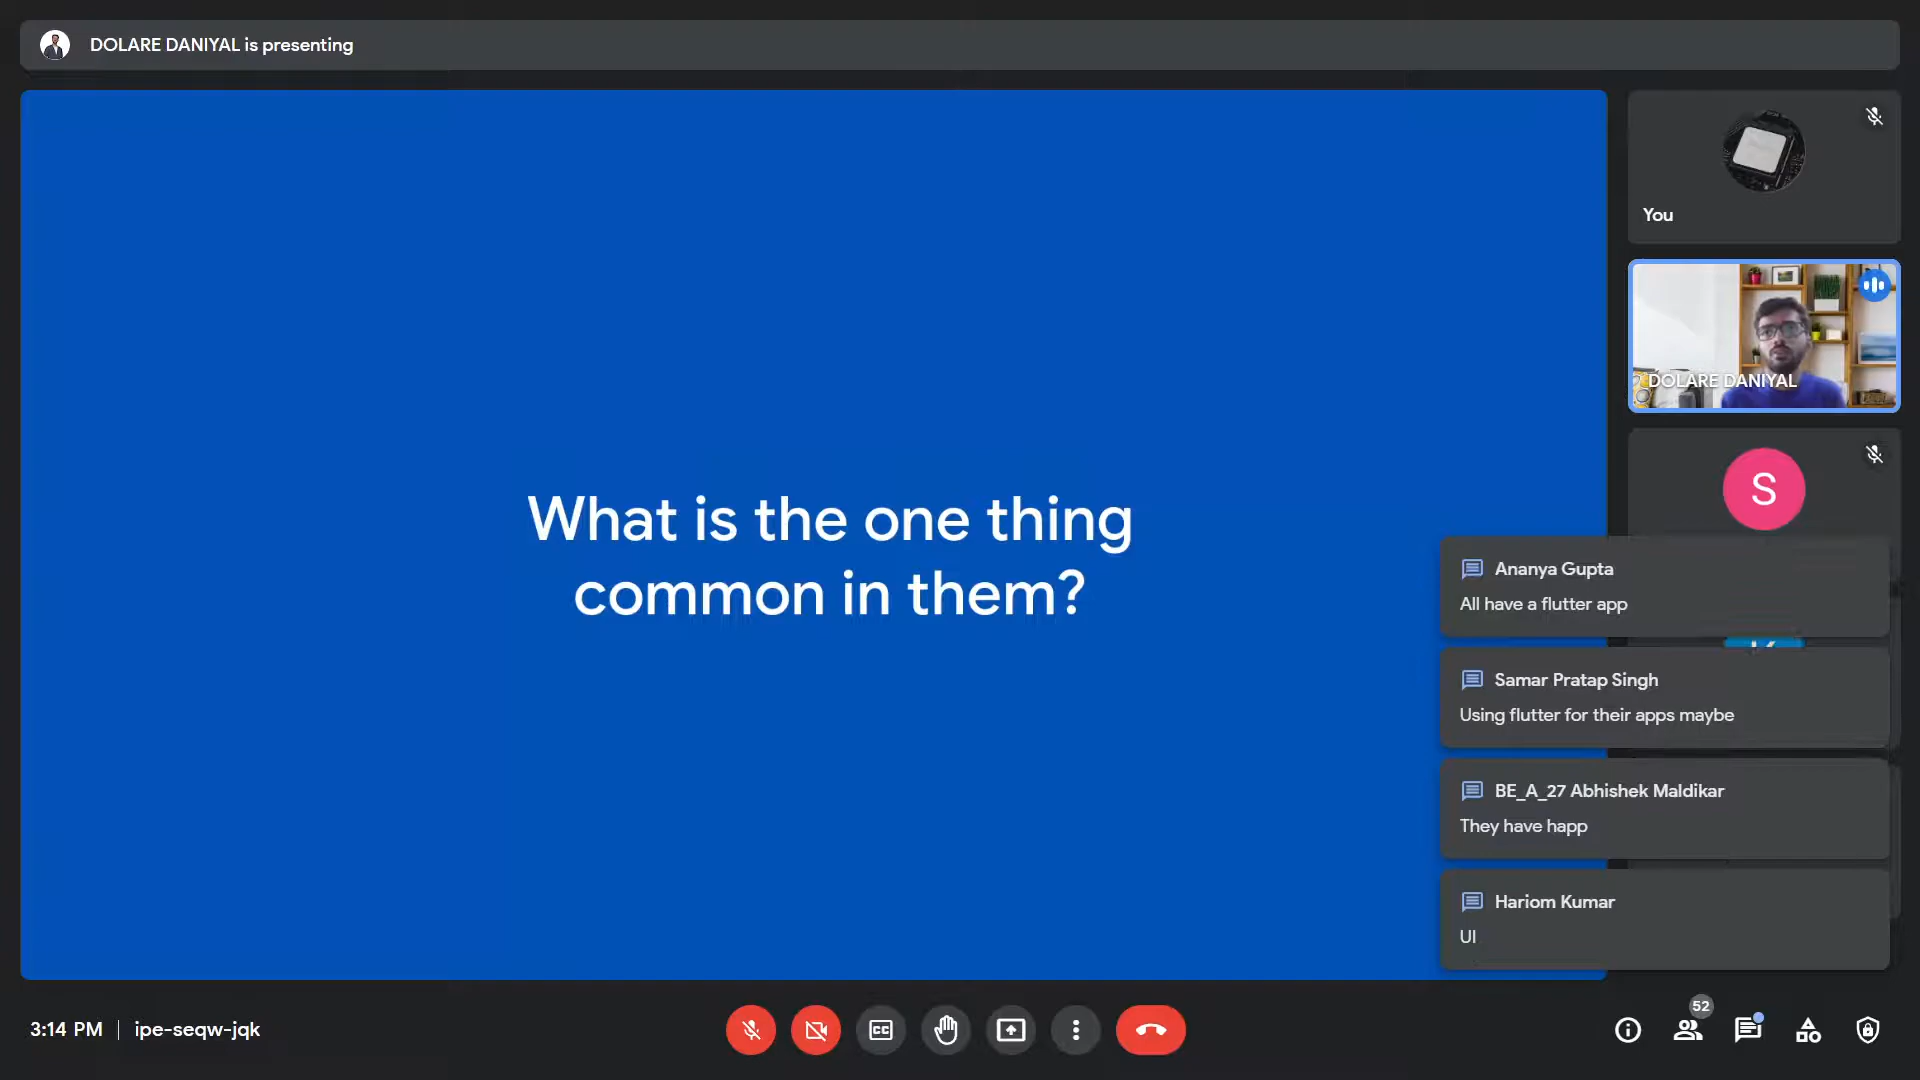 DOLARE DANIYAL is presenting
What is the one thing
common in them?
You
DOLARE DANIYAL
S
Ananya Gupta
All have a flutter app
Samar Pratap Singh
Using flutter for their apps maybe
BE_A_27 Abhishek Maldikar
They have happ
Hariom Kumar
UI
3:14 PM | ipe-seqw-jqk
CC
52